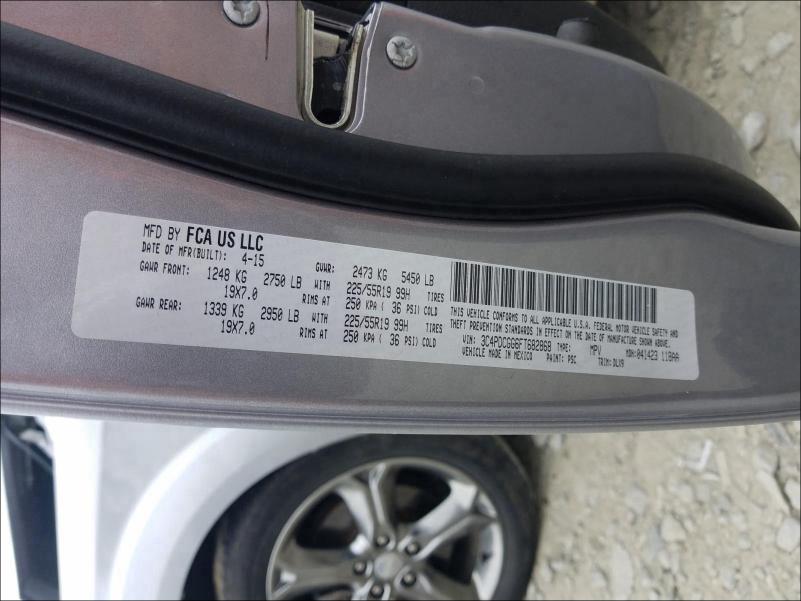 MFD BY FCA US LLC
DATE OF MFR(BUILT): 4-15 GVWR: 2473 KG 5450 LB
GAWR FRONT: 1248 KG 2750 LB WITH 225/55R19 99H TIRES
19X7.0 RIMS AT 250 KPA ( 36 PSI) COLD
GAWR REAR: 1339 KG 2950 LB WITH 225/55R19 99H TIRES
19X7.0 RIMS AT 250 KPA ( 36 PSI) COLD
THIS VEHICLE CONFORMS TO ALL APPLICABLE U.S.A. FEDERAL MOTOR VEHICLE SAFETY AND
THEFT PREVENTION STANDARDS IN EFFECT ON THE DATE OF MANUFACTURE SHOWN ABOVE.
VIN: 3C4PDCGG6FT682868 TYPE: MPV MDH: 041423 119AA
VEHICLE MADE IN MEXICO PAINT: PSC TRIM: DLV9